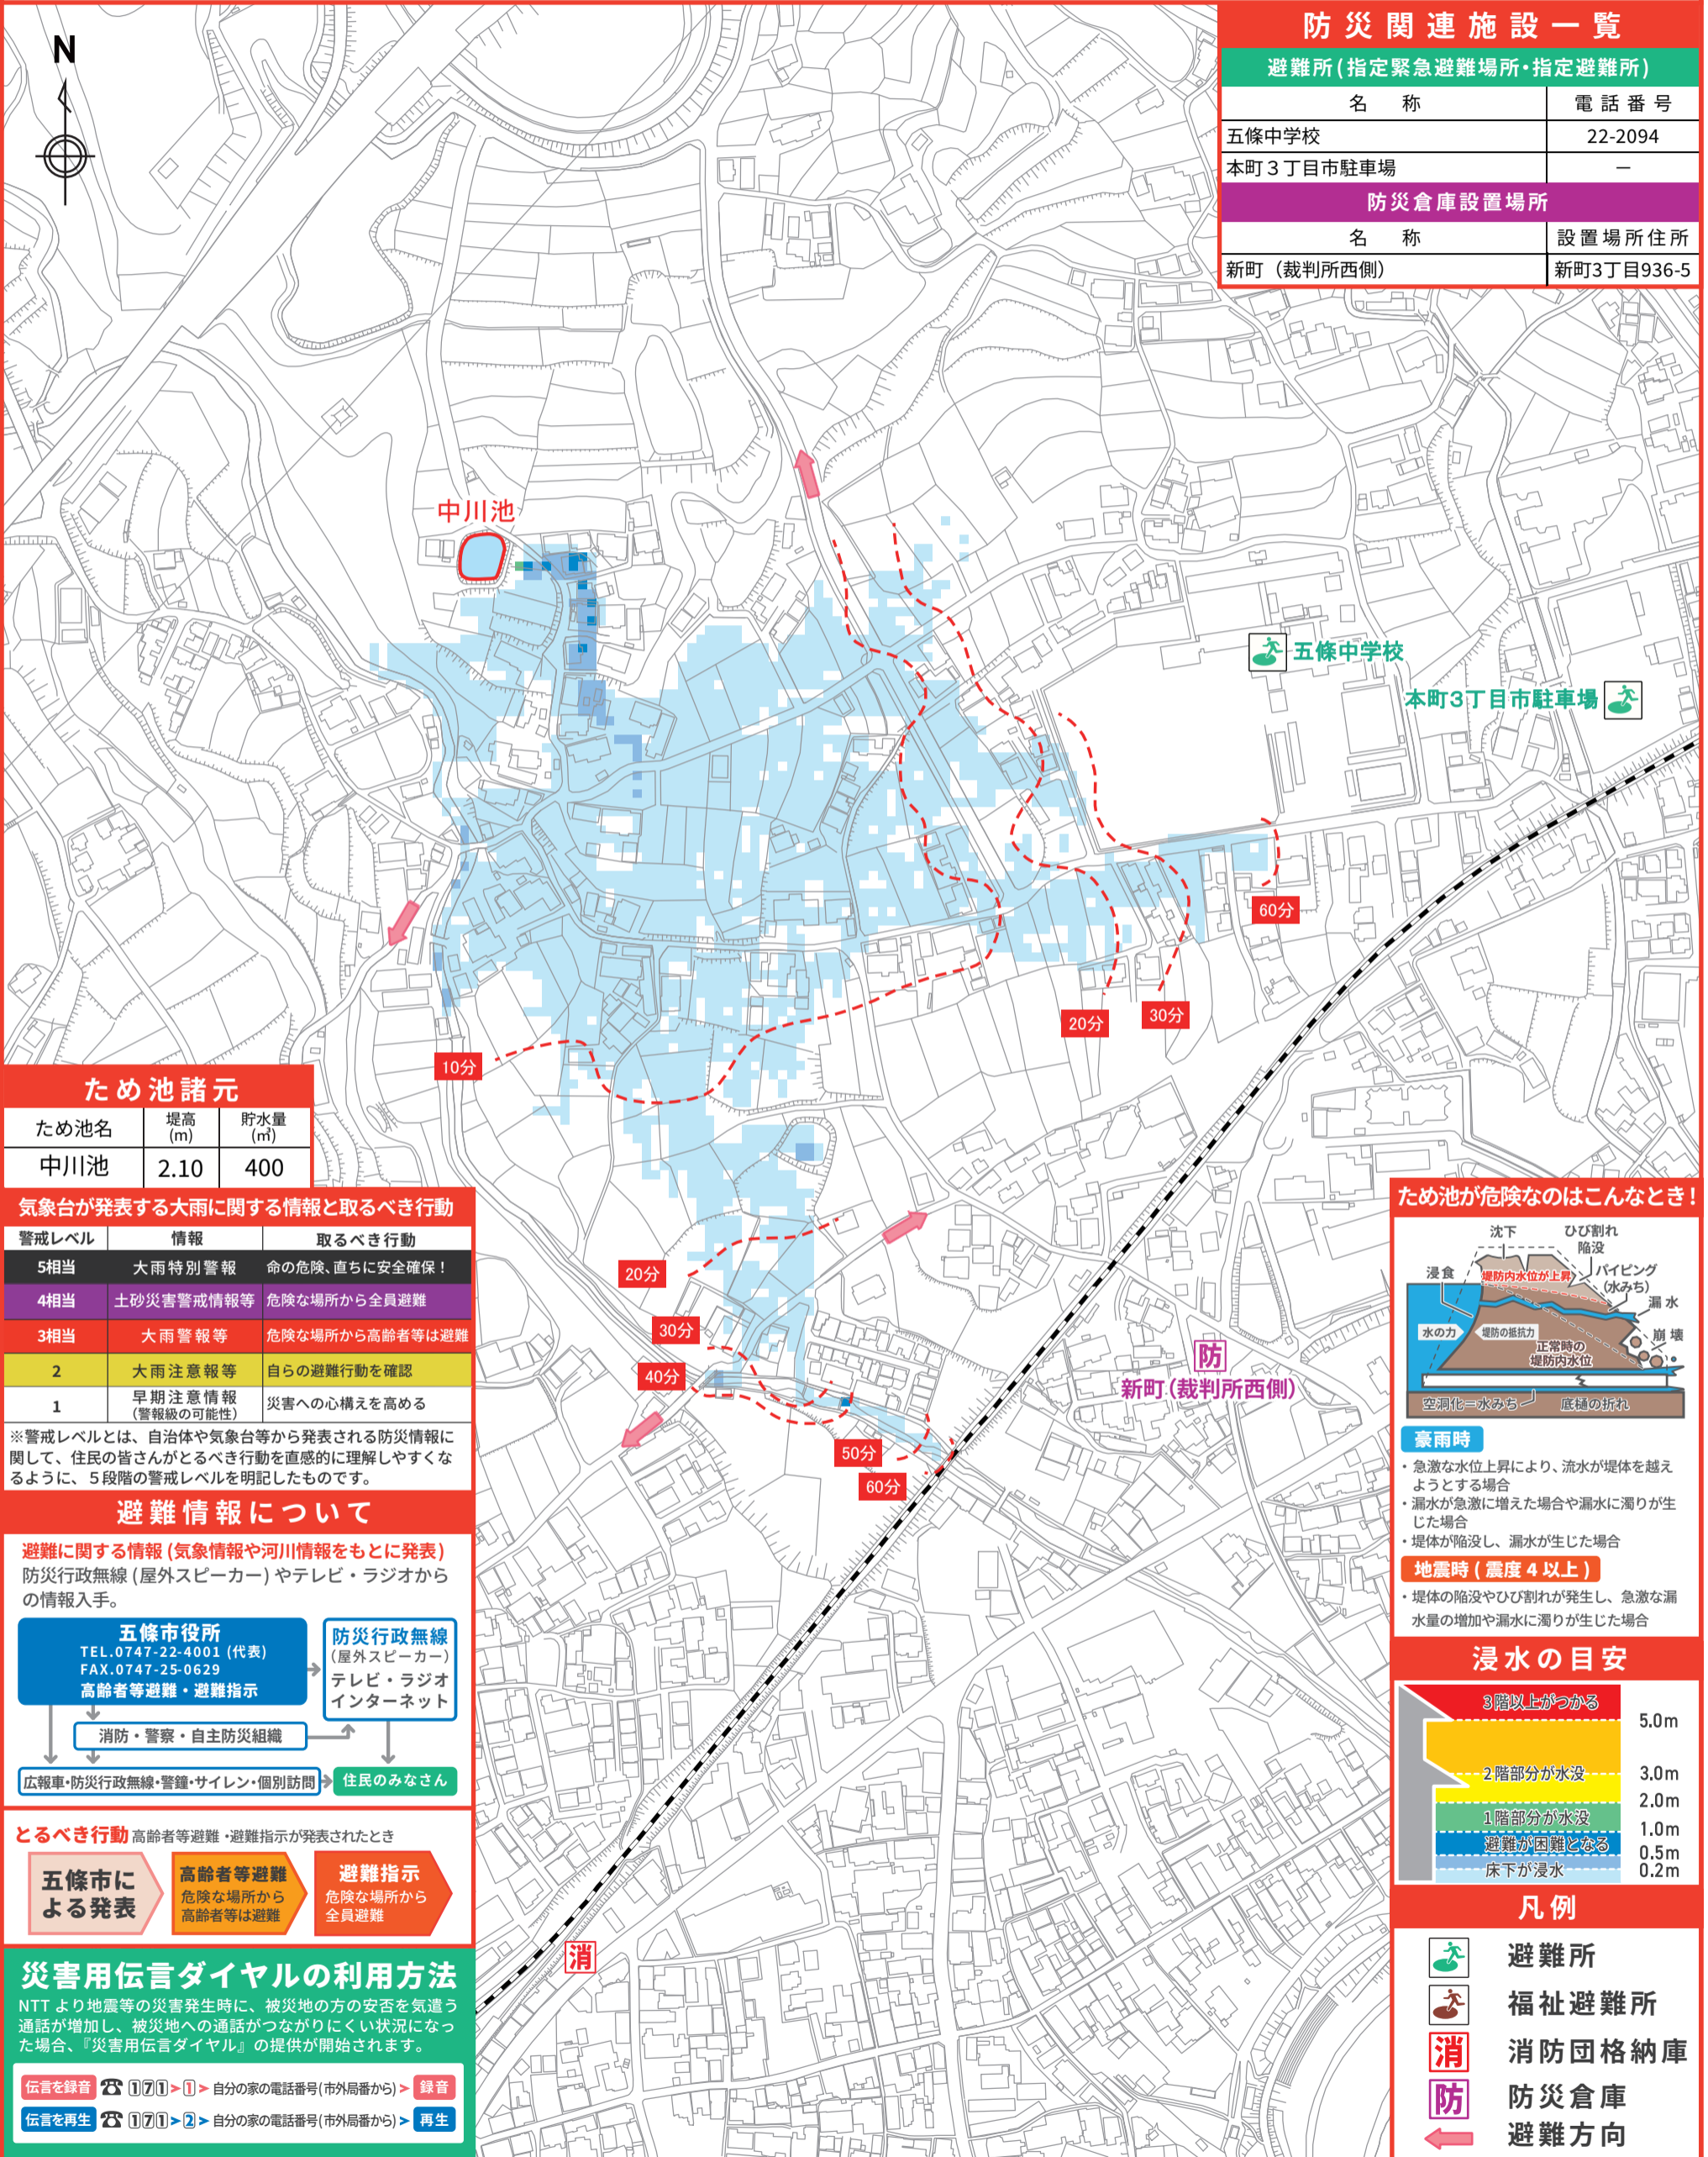 N
防災関連施設一覧
避難所(指定緊急避難場所・指定避難所)
名　称　電話番号
五條中学校　22-2094
本町３丁目市駐車場　―
防災倉庫設置場所
名　称　設置場所住所
新町（裁判所西側）　新町3丁目936-5
中川池
五條中学校
本町3丁目市駐車場
60分
20分
30分
10分
20分
30分
40分
50分
60分
防
新町(裁判所西側)
消
ため池諸元
ため池名　堤高(m)　貯水量(㎥)
中川池　2.10　400
気象台が発表する大雨に関する情報と取るべき行動
警戒レベル　情報　取るべき行動
5相当　大雨特別警報　命の危険、直ちに安全確保！
4相当　土砂災害警戒情報等　危険な場所から全員避難
3相当　大雨警報等　危険な場所から高齢者等は避難
2　大雨注意報等　自らの避難行動を確認
1　早期注意情報(警報級の可能性)　災害への心構えを高める
※警戒レベルとは、自治体や気象台等から発表される防災情報に
関して、住民の皆さんがとるべき行動を直感的に理解しやすくな
るように、５段階の警戒レベルを明記したものです。
避難情報について
避難に関する情報(気象情報や河川情報をもとに発表)
防災行政無線(屋外スピーカー)やテレビ・ラジオから
の情報入手。
五條市役所
TEL.0747-22-4001 (代表)
FAX.0747-25-0629
高齢者等避難・避難指示
防災行政無線
(屋外スピーカー)
テレビ・ラジオ
インターネット
消防・警察・自主防災組織
広報車・防災行政無線・警鐘・サイレン・個別訪問
住民のみなさん
とるべき行動 高齢者等避難・避難指示が発表されたとき
五條市に
よる発表
高齢者等避難
危険な場所から
高齢者等は避難
避難指示
危険な場所から
全員避難
災害用伝言ダイヤルの利用方法
NTTより地震等の災害発生時に、被災地の方の安否を気遣う
通話が増加し、被災地への通話がつながりにくい状況になっ
た場合、『災害用伝言ダイヤル』の提供が開始されます。
伝言を録音 ☎ 171>1> 自分の家の電話番号(市外局番から)> 録音
伝言を再生 ☎ 171>2> 自分の家の電話番号(市外局番から)> 再生
ため池が危険なのはこんなとき！
沈下
ひび割れ
陥没
浸食
堤防内水位が上昇
パイピング
(水みち)
漏水
水の力
堤防の抵抗力
正常時の
堤防内水位
崩壊
空洞化=水みち
底樋の折れ
豪雨時
・急激な水位上昇により、流水が堤体を越え
ようとする場合
・漏水が急激に増えた場合や漏水に濁りが生
じた場合
・堤体が陥没し、漏水が生じた場合
地震時(震度４以上)
・堤体の陥没やひび割れが発生し、急激な漏
水量の増加や漏水に濁りが生じた場合
浸水の目安
3階以上がつかる
5.0m
2階部分が水没
3.0m
2.0m
1階部分が水没
1.0m
避難が困難となる
0.5m
床下が浸水
0.2m
凡例
避難所
福祉避難所
消　消防団格納庫
防　防災倉庫
避難方向